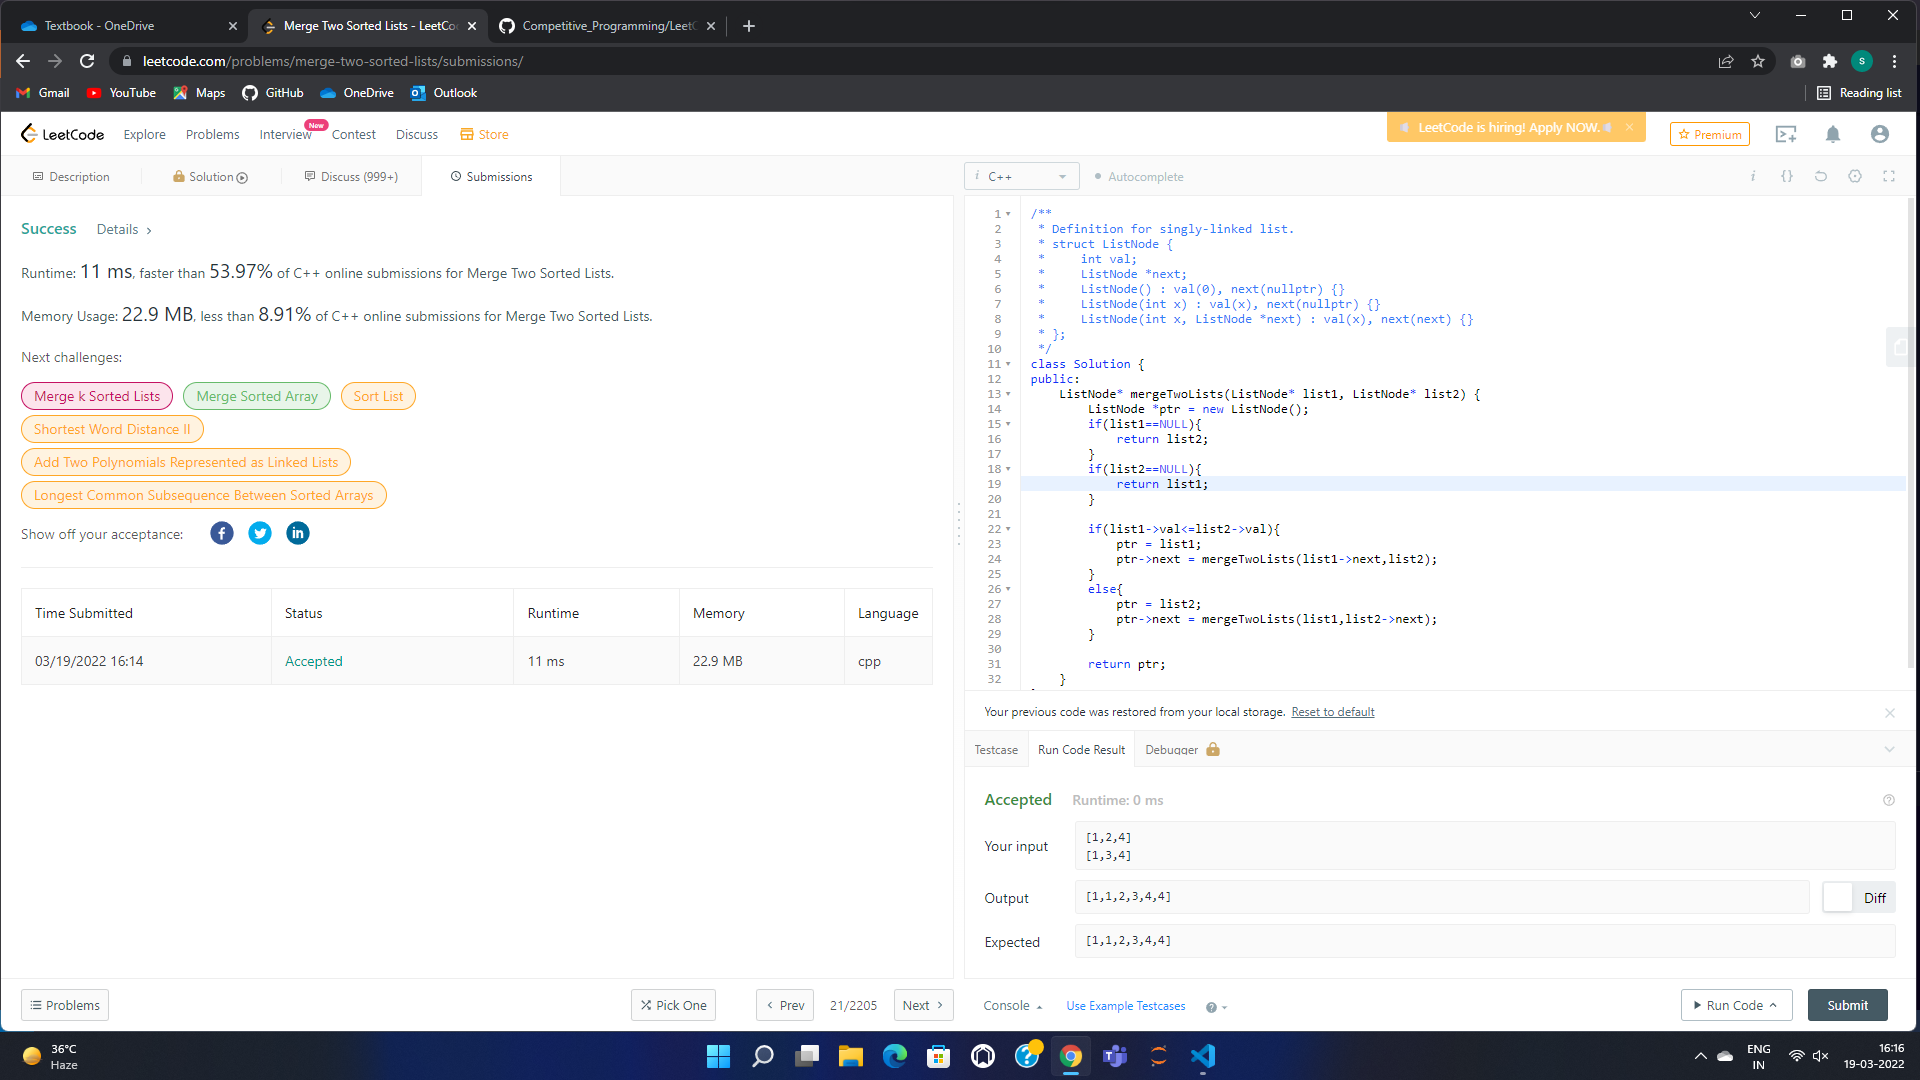 Textbook - OneDrive
Merge Two Sorted Lists - LeetCo
Competitive_Programming/LeetC
leetcode.com/problems/merge-two-sorted-lists/submissions/
S
Gmail
YouTube
Maps
GitHub
OneDrive
Outlook
Reading list
LeetCode
Explore
Problems
Interview
New
Contest
Discuss
Store
LeetCode is hiring! Apply NOW.
Premium
Description
Solution
Discuss (999+)
Submissions
i C++
Autocomplete
i {}
Success
Details >
Runtime: 11 ms, faster than 53.97% of C++ online submissions for Merge Two Sorted Lists.
Memory Usage: 22.9 MB, less than 8.91% of C++ online submissions for Merge Two Sorted Lists.
Next challenges:
Merge k Sorted Lists
Merge Sorted Array
Sort List
Shortest Word Distance II
Add Two Polynomials Represented as Linked Lists
Longest Common Subsequence Between Sorted Arrays
Show off your acceptance:
f
in
Time Submitted Status Runtime Memory Language
03/19/2022 16:14 Accepted 11 ms 22.9 MB cpp
1 /**
2 * Definition for singly-linked list.
3 * struct ListNode {
4 *     int val;
5 *     ListNode *next;
6 *     ListNode() : val(0), next(nullptr) {}
7 *     ListNode(int x) : val(x), next(nullptr) {}
8 *     ListNode(int x, ListNode *next) : val(x), next(next) {}
9 * };
10 */
11 class Solution {
12 public:
13     ListNode* mergeTwoLists(ListNode* list1, ListNode* list2) {
14         ListNode *ptr = new ListNode();
15         if(list1==NULL){
16             return list2;
17         }
18         if(list2==NULL){
19             return list1;
20         }
21
22         if(list1->val<=list2->val){
23             ptr = list1;
24             ptr->next = mergeTwoLists(list1->next,list2);
25         }
26         else{
27             ptr = list2;
28             ptr->next = mergeTwoLists(list1,list2->next);
29         }
30
31         return ptr;
32     }
Your previous code was restored from your local storage. Reset to default
Testcase
Run Code Result
Debugger
Accepted
Runtime: 0 ms
Your input
[1,2,4]
[1,3,4]
Output
[1,1,2,3,4,4]
Diff
Expected
[1,1,2,3,4,4]
Problems
Pick One
< Prev
21/2205
Next >
Console
Use Example Testcases
Run Code
Submit
36°C
Haze
ENG
IN
16:16
19-03-2022